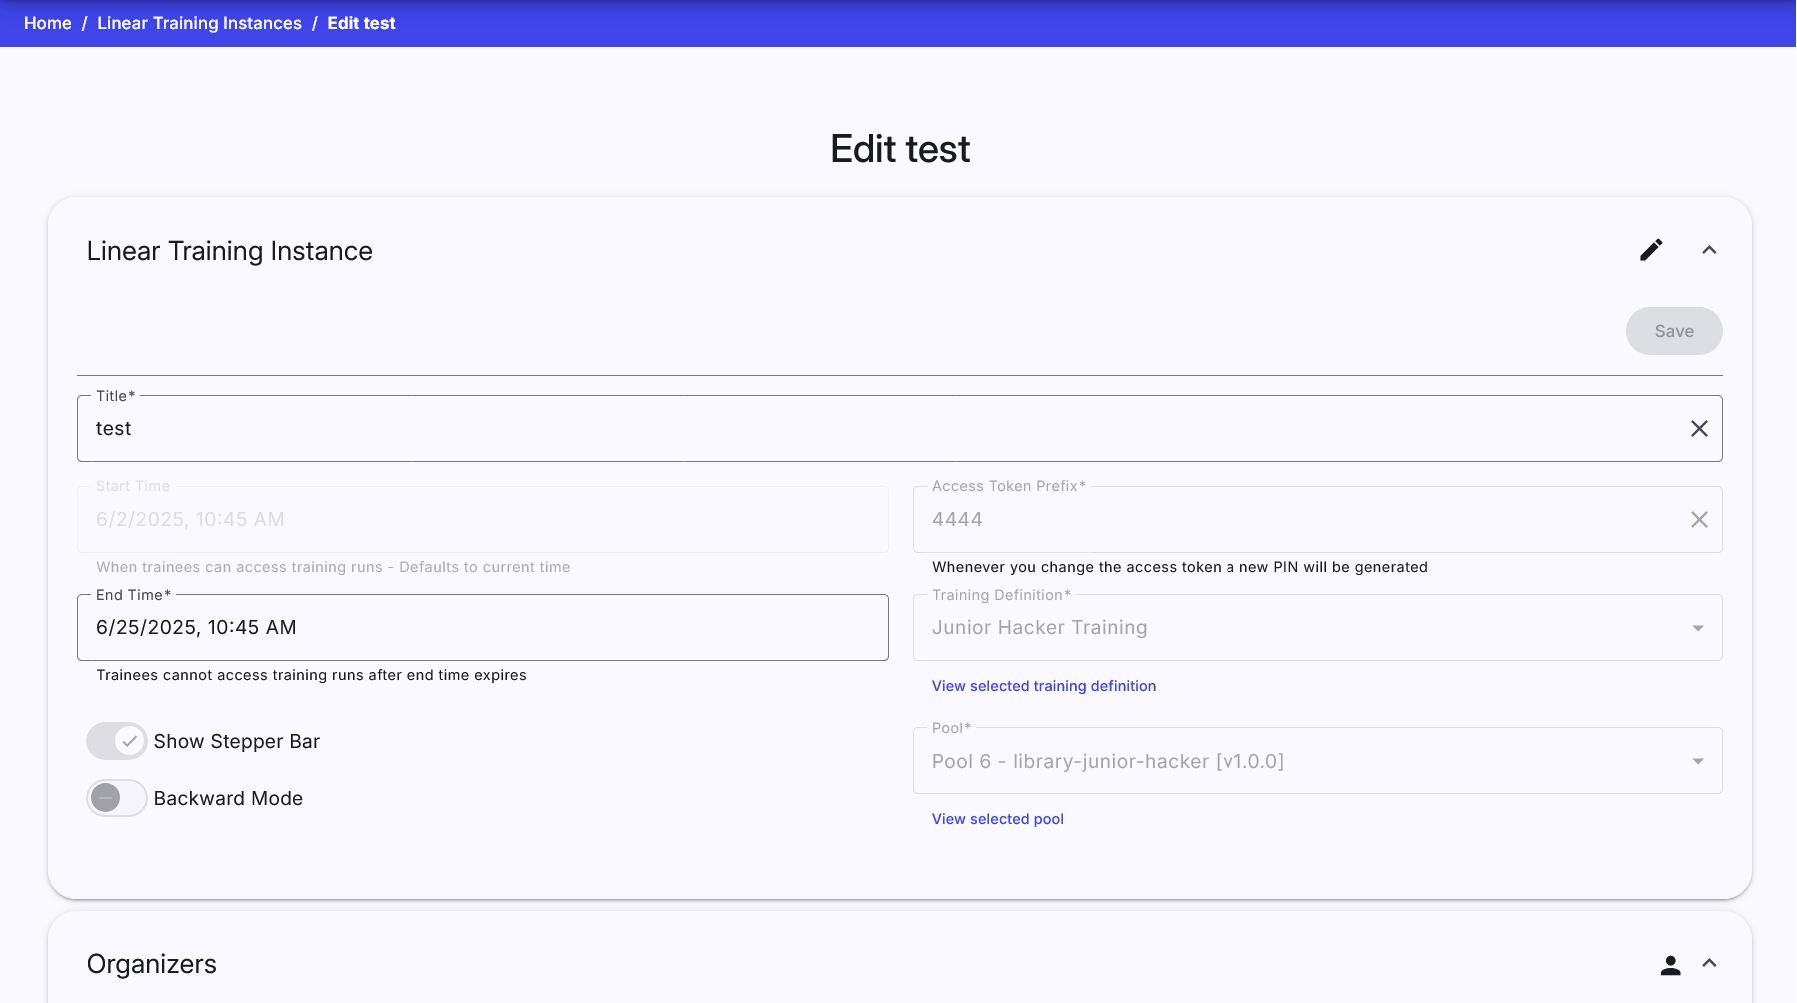 Home / Linear Training Instances / Edit test
Edit test
Linear Training Instance
Save
Title*
test
Start Time
6/2/2025, 10:45 AM
When trainees can access training runs - Defaults to current time
Access Token Prefix*
4444
Whenever you change the access token a new PIN will be generated
End Time*
6/25/2025, 10:45 AM
Trainees cannot access training runs after end time expires
Training Definition*
Junior Hacker Training
View selected training definition
Show Stepper Bar
Backward Mode
Pool*
Pool 6 - library-junior-hacker [v1.0.0]
View selected pool
Organizers